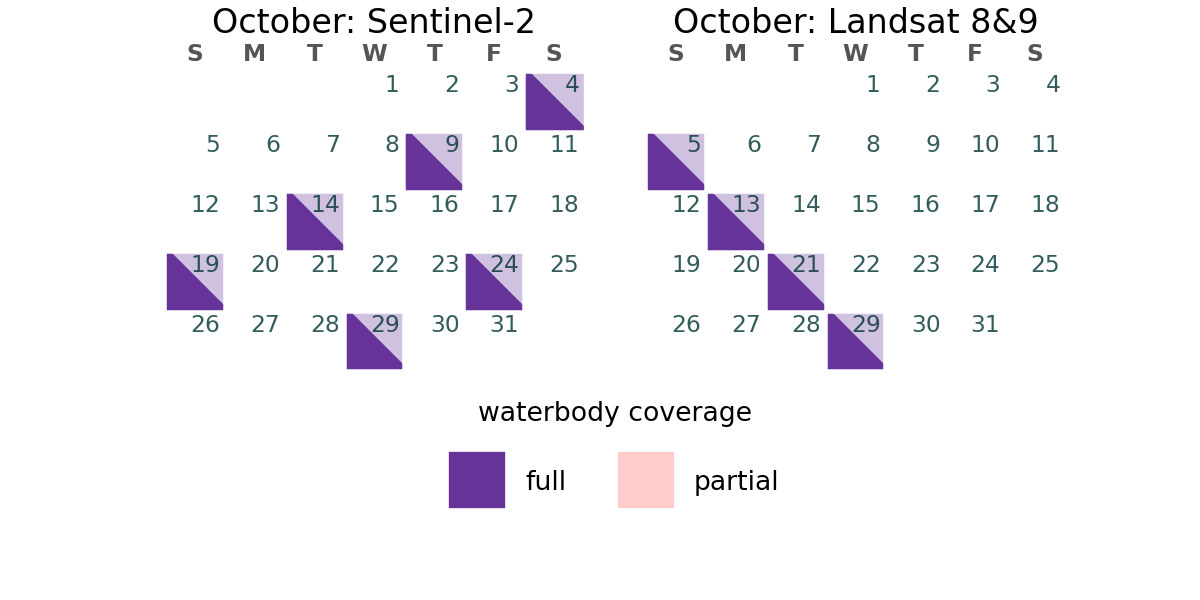 October: Sentinel-2
S M T W T F S
1 2 3 4
5 6 7 8 9 10 11
12 13 14 15 16 17 18
19 20 21 22 23 24 25
26 27 28 29 30 31
October: Landsat 8&9
S M T W T F S
1 2 3 4
5 6 7 8 9 10 11
12 13 14 15 16 17 18
19 20 21 22 23 24 25
26 27 28 29 30 31
waterbody coverage
full partial